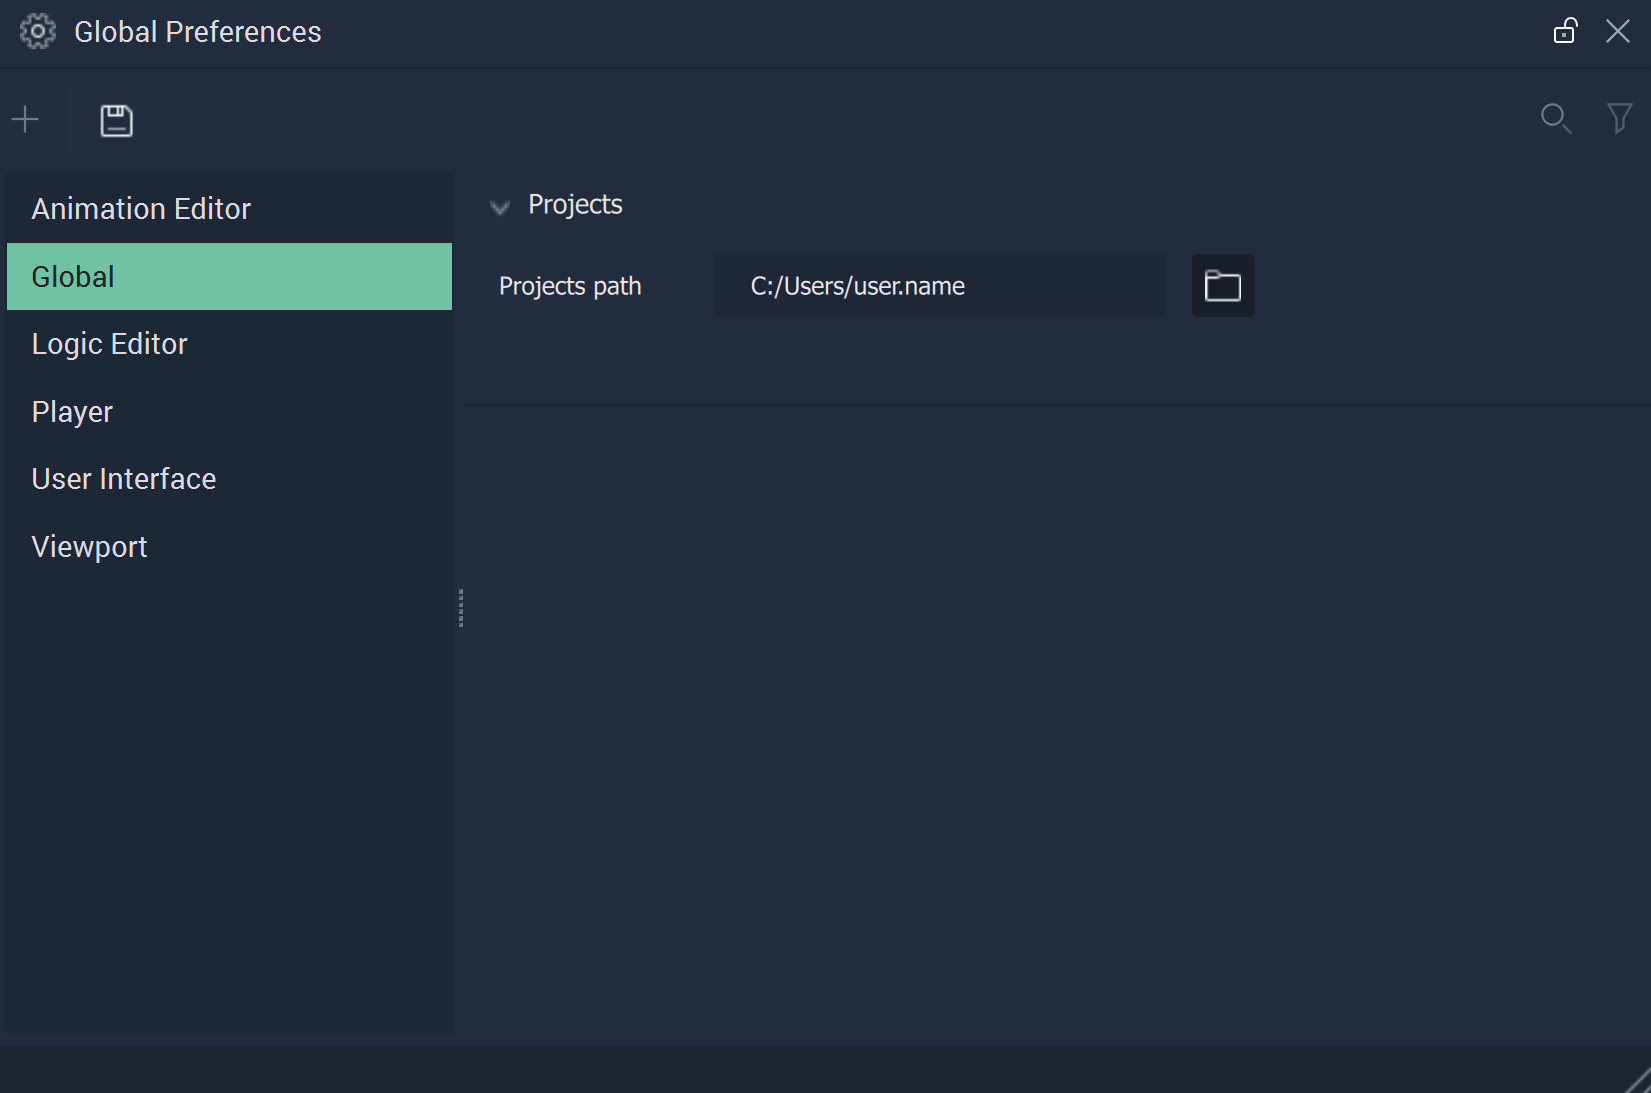 Global Preferences
Animation Editor
Global
Logic Editor
Player
User Interface
Viewport
Projects
Projects path
C:/Users/user.name